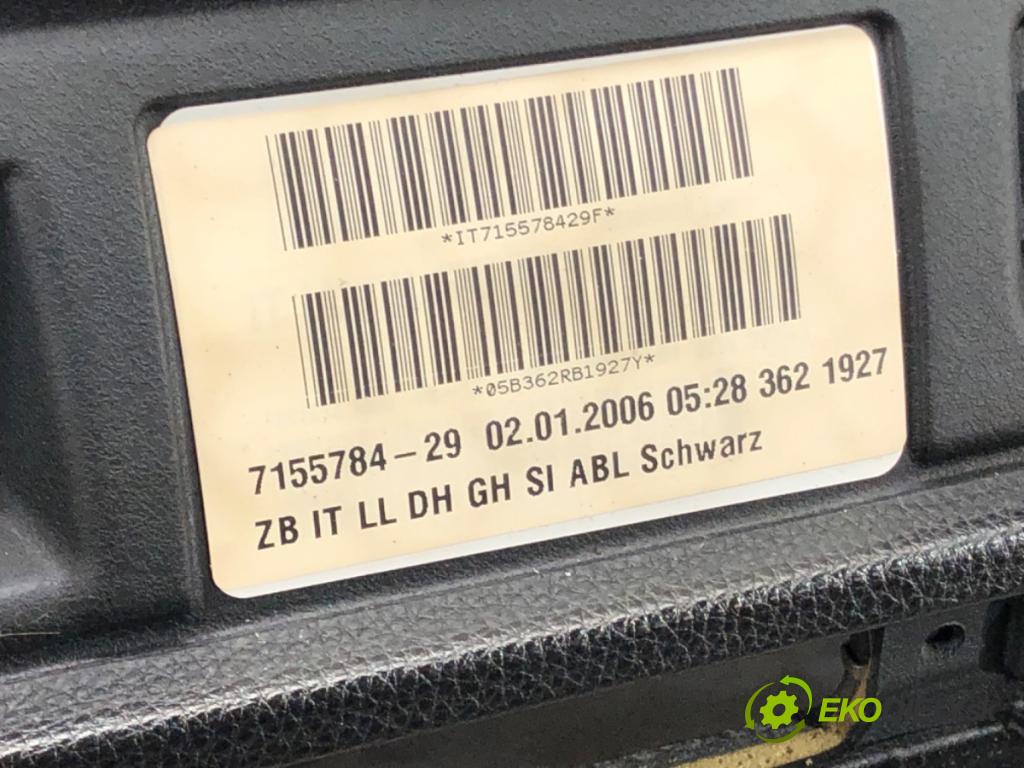 *IT715578429F*
*05B362RB1927Y*
7155784-29 02.01.2006 05:28 362 1927
ZB IT LL DH GH SI ABL Schwarz
EKO